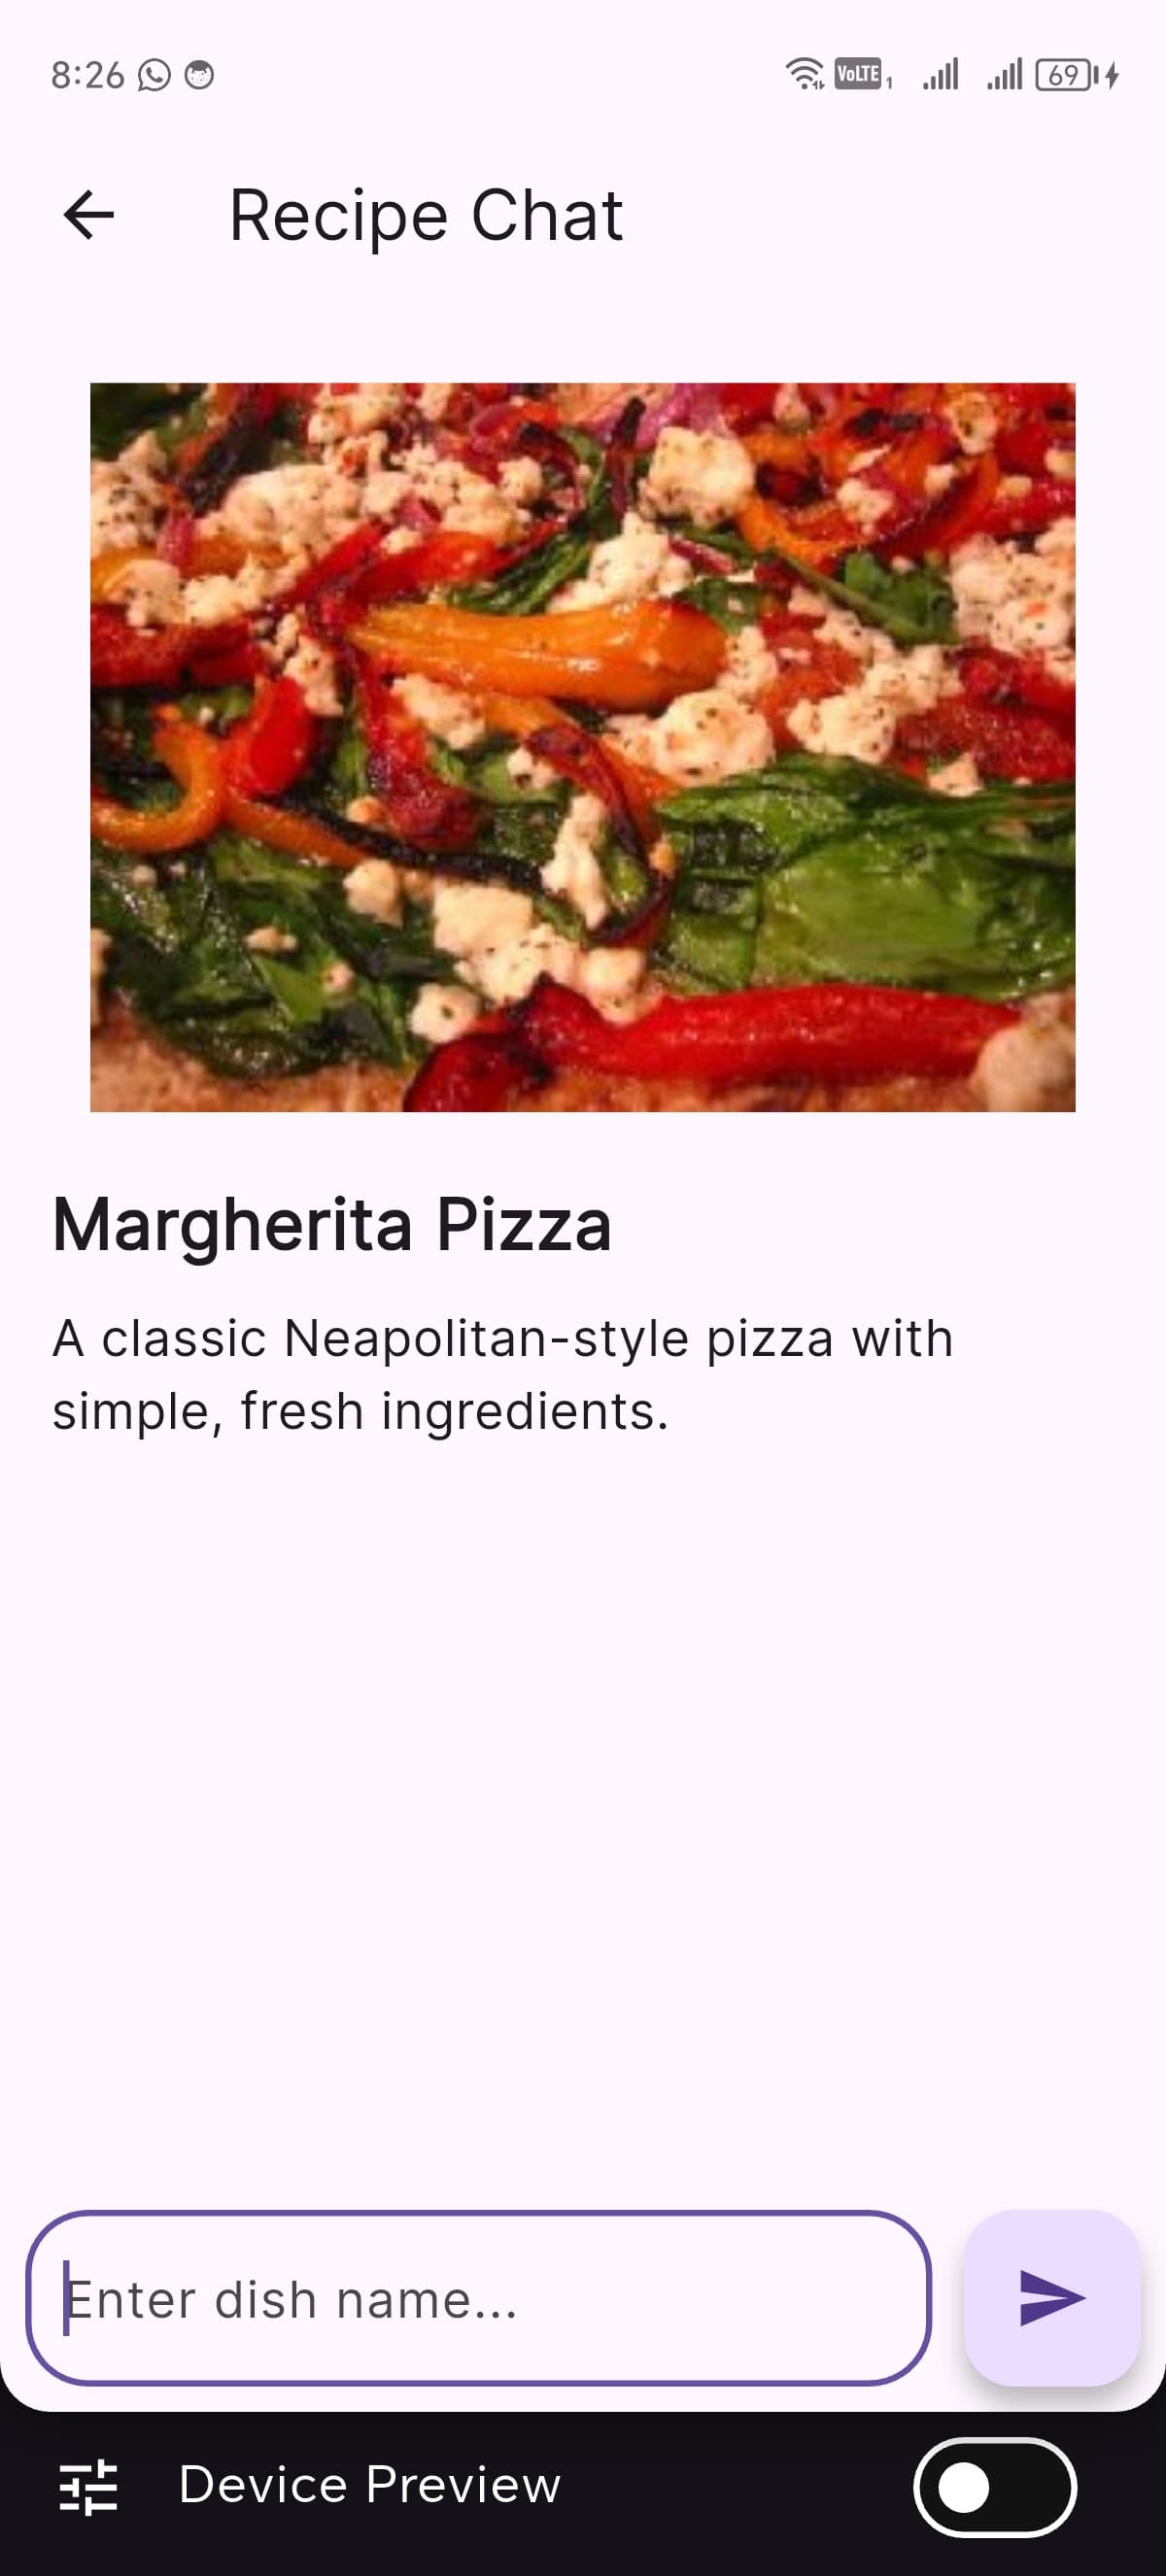 8:26 VoLTE 1 69
Recipe Chat
Margherita Pizza
A classic Neapolitan-style pizza with
simple, fresh ingredients.
Enter dish name...
Device Preview